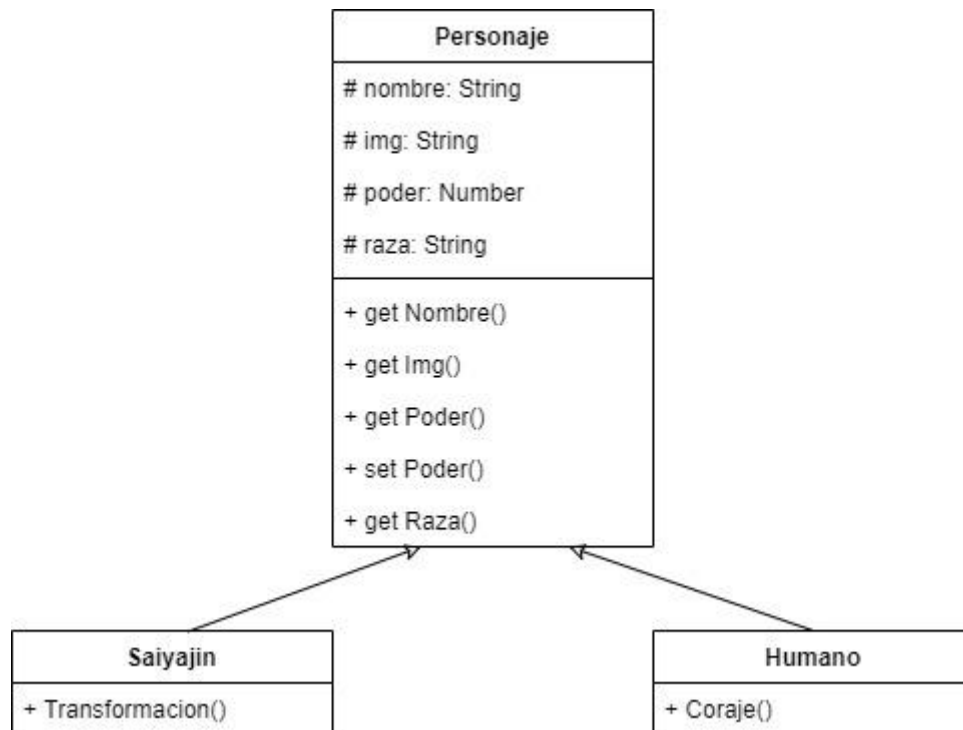 Personaje
# nombre: String
# img: String
# poder: Number
# raza: String
+ get Nombre()
+ get Img()
+ get Poder()
+ set Poder()
+ get Raza()
Saiyajin
+ Transformacion()
Humano
+ Coraje()